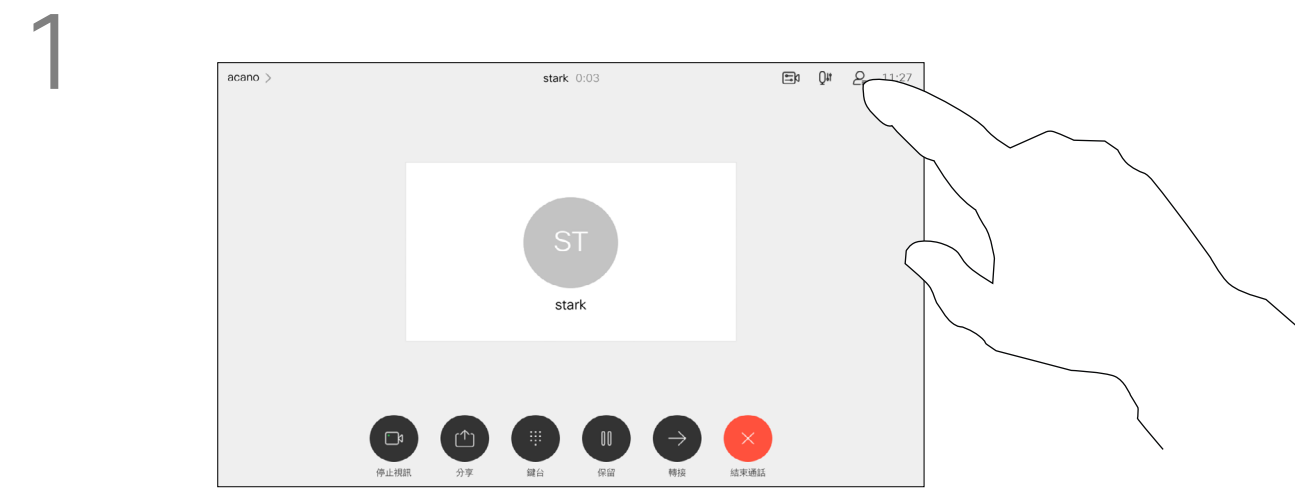 1
acano >
stark 0:03
11:27
ST
stark
停止視訊
分享
鍵台
保留
轉接
結束通話